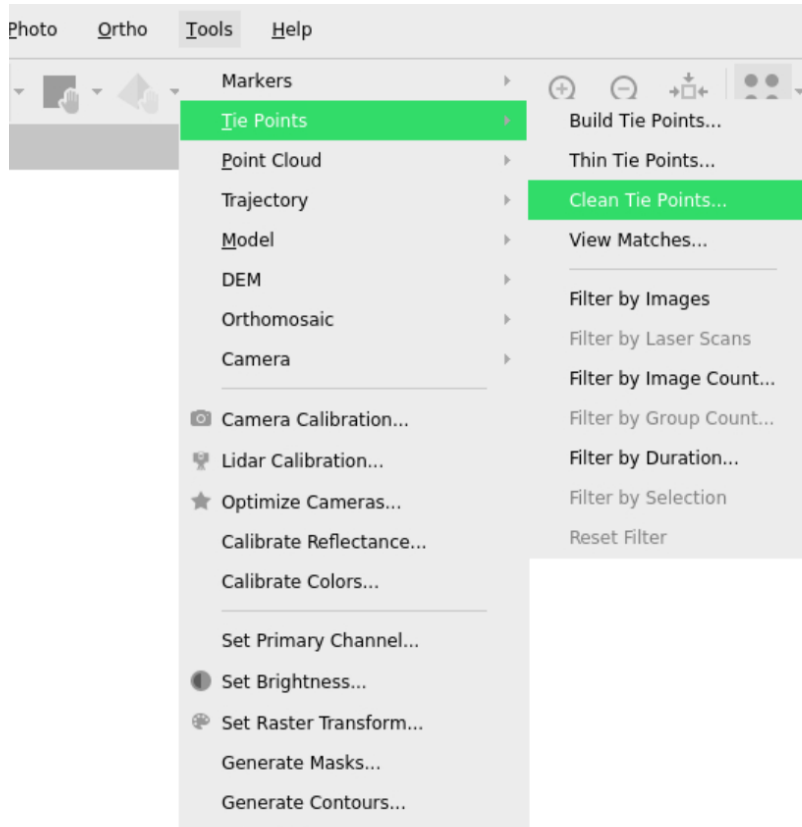 Photo Ortho Tools Help
Markers
Tie Points
Point Cloud
Trajectory
Model
DEM
Orthomosaic
Camera
Camera Calibration...
Lidar Calibration...
Optimize Cameras...
Calibrate Reflectance...
Calibrate Colors...
Set Primary Channel...
Set Brightness...
Set Raster Transform...
Generate Masks...
Generate Contours...
Build Tie Points...
Thin Tie Points...
Clean Tie Points...
View Matches...
Filter by Images
Filter by Laser Scans
Filter by Image Count...
Filter by Group Count...
Filter by Duration...
Filter by Selection
Reset Filter